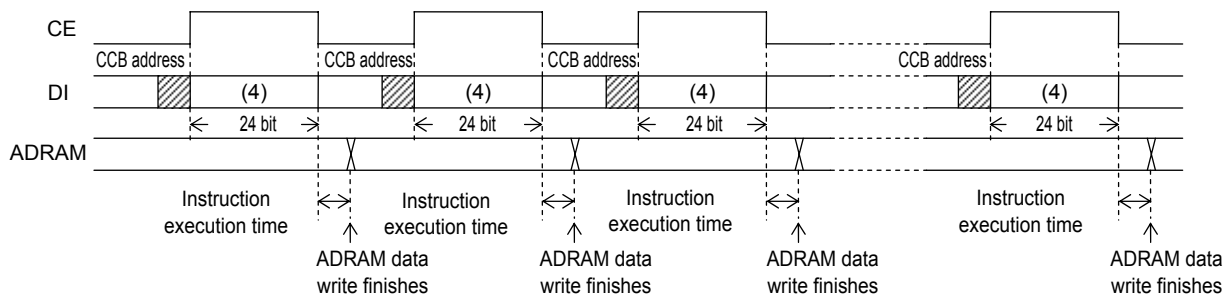 CE
CCB address CCB address CCB address CCB address
DI (4) (4) (4) (4)
24 bit 24 bit 24 bit 24 bit
ADRAM
Instruction Instruction Instruction Instruction
execution time execution time execution time execution time
ADRAM data ADRAM data ADRAM data ADRAM data
write finishes write finishes write finishes write finishes